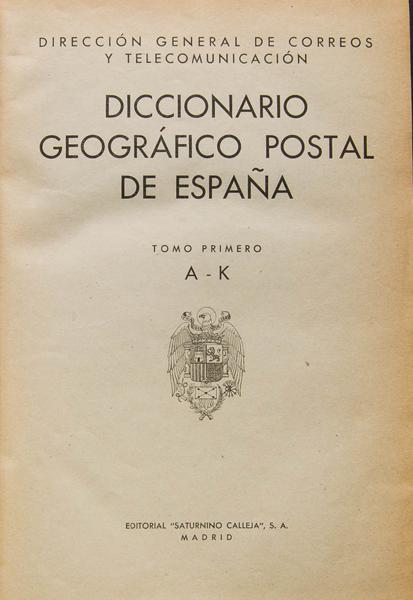 DIRECCIÓN GENERAL DE CORREOS
Y TELECOMUNICACIÓN
DICCIONARIO
GEOGRÁFICO POSTAL
DE ESPAÑA
TOMO PRIMERO
A - K
EDITORIAL "SATURNINO CALLEJA", S. A.
MADRID